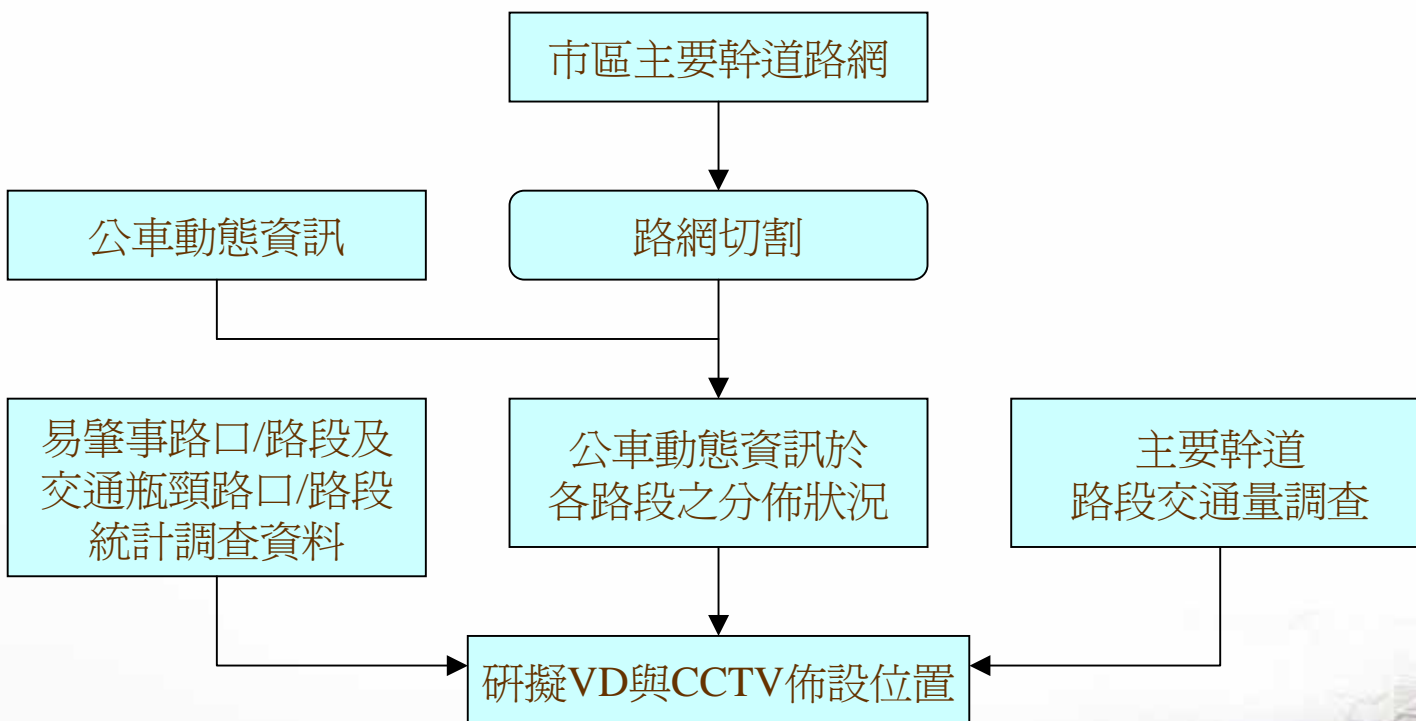 市區主要幹道路網
公車動態資訊
路網切割
易肇事路口/路段及
交通瓶頸路口/路段
統計調查資料
公車動態資訊於
各路段之分佈狀況
主要幹道
路段交通量調查
研擬VD與CCTV佈設位置